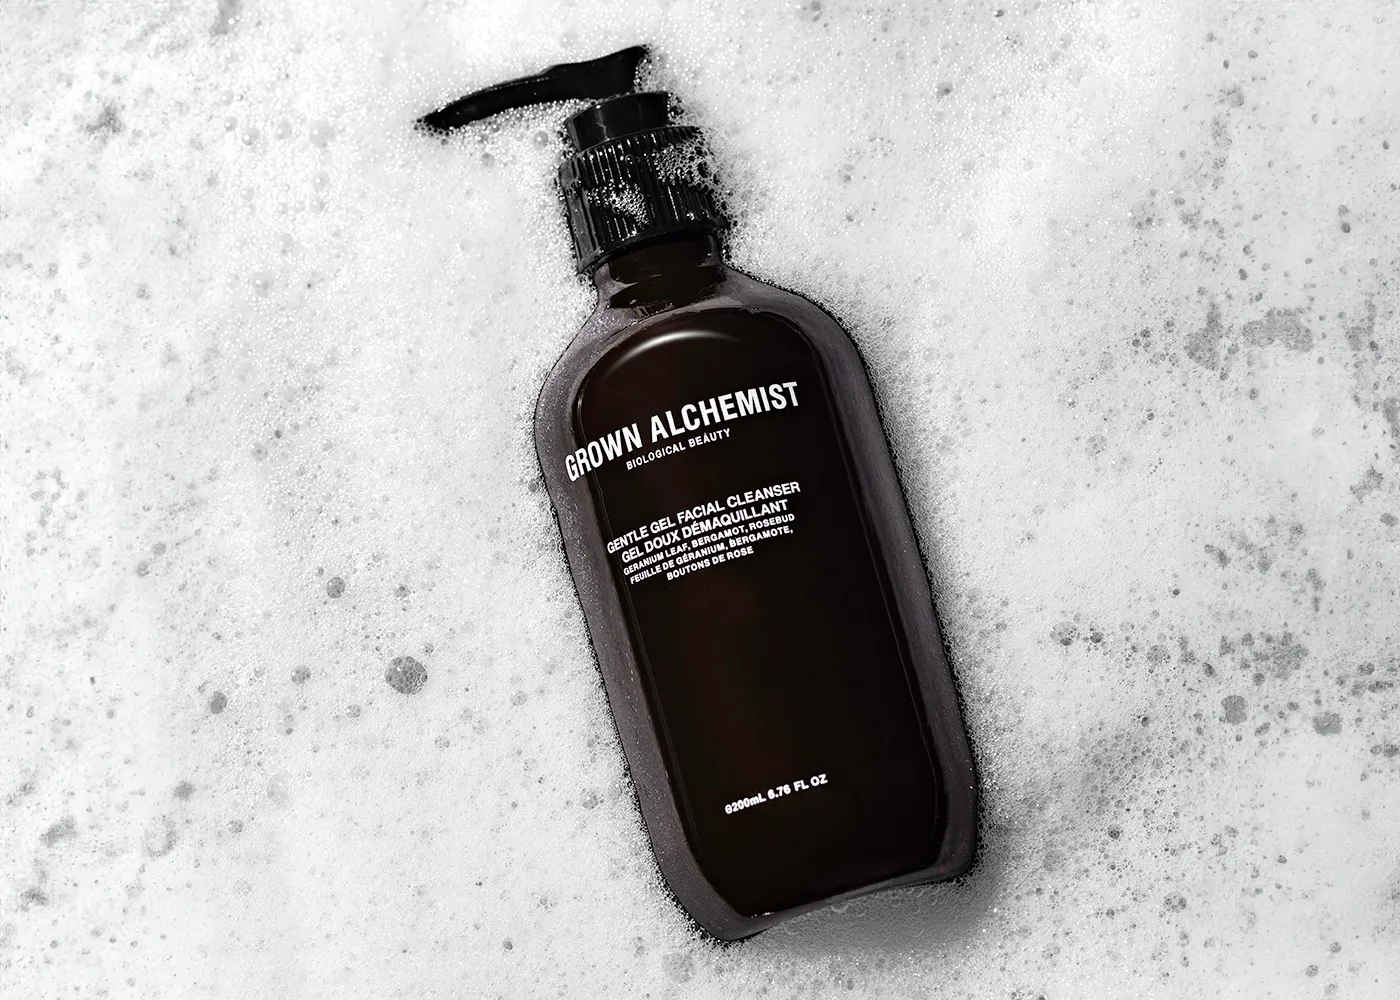 GROWN ALCHEMIST
BIOLOGICAL BEAUTY
GENTLE GEL FACIAL CLEANSER
GEL DOUX DÉMAQUILLANT
GERANIUM LEAF, BERGAMOT, ROSEBUD
FEUILLE DE GÉRANIUM, BERGAMOTE,
BOUTONS DE ROSE
℮200mL 6.76 FL OZ